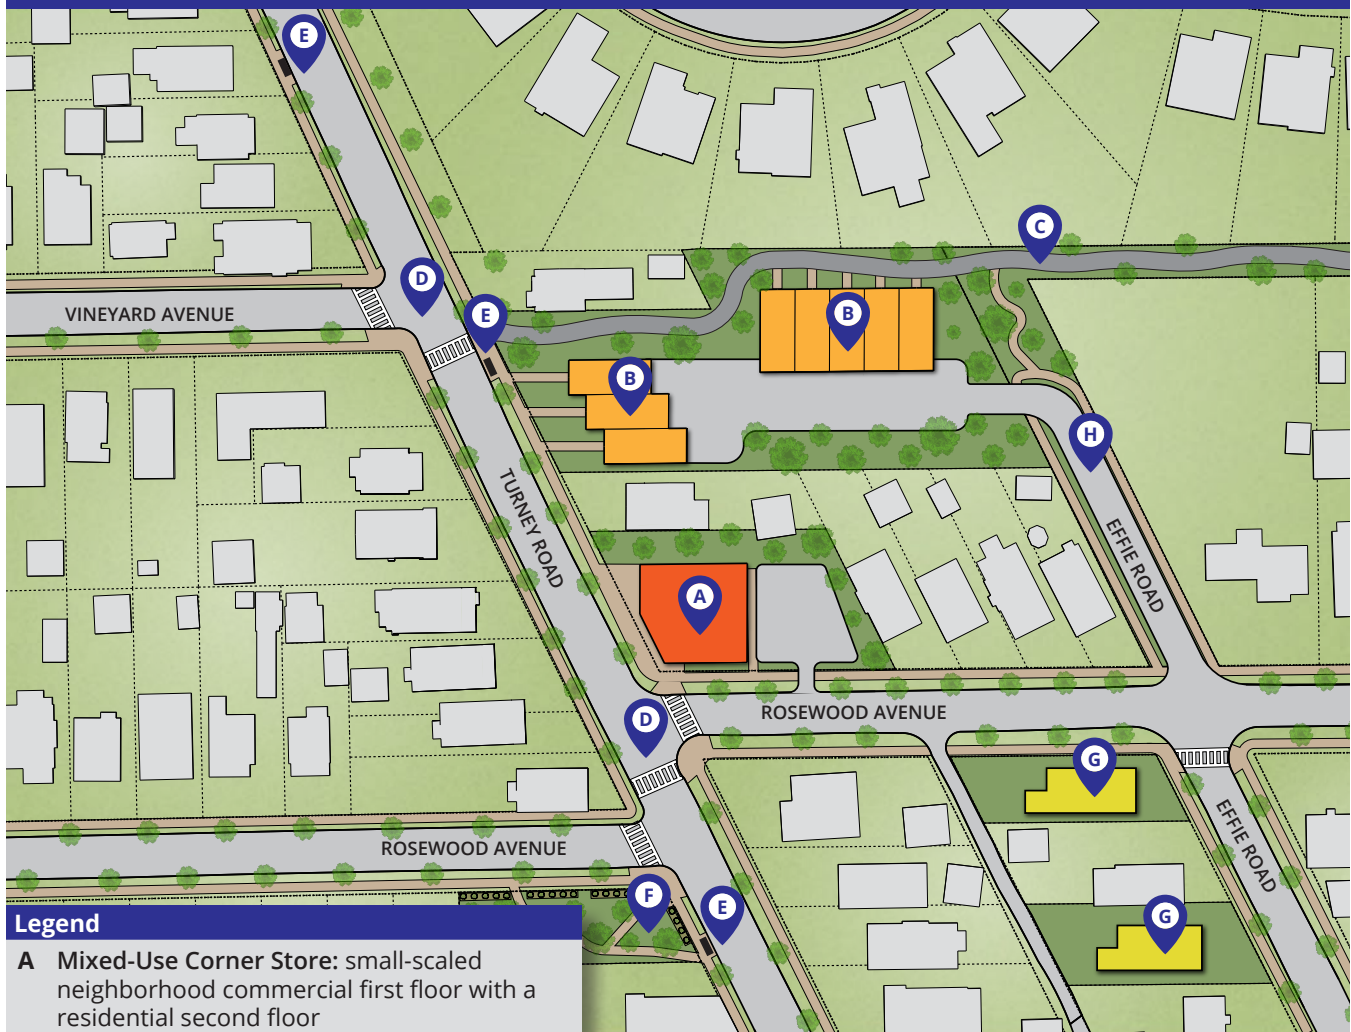 E
C
D
VINEYARD AVENUE
E
B
B
H
TURNEY ROAD
EFFIE ROAD
A
D
ROSEWOOD AVENUE
G
EFFIE ROAD
ROSEWOOD AVENUE
F
E
G
Legend
A Mixed-Use Corner Store: small-scaled
neighborhood commercial first floor with a
residential second floor